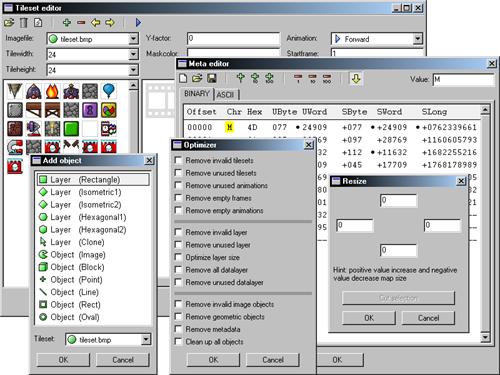 Tileset editor
Imagefile: tileset.bmp Y-factor: 0 Animation: Forward
Tilewidth: 24 Maskcolor: Startframe: 1
Tileheight: 24
Meta editor
+ + + 10 100 1 10 100 Value: M
BINARY ASCII
Offset Chr Hex UByte UWord SByte SWord SLong
00000 M 4D 077 24909 +077 +24909 +0762339661
+097 +28769 +1160605793
+112 +11632 +1682255216
+045 +17709 +1768178989
Optimizer
Remove invalid tilesets
Remove unused tilesets
Remove unused animations
Remove empty frames
Remove empty animations
Remove invalid layer
Remove unused layer
Optimize layer size
Remove all datalayer
Remove unused datalayer
Remove invalid image objects
Remove geometric objects
Remove metadata
Clean up all objects
OK Cancel
Add object
Layer (Rectangle)
Layer (Isometric1)
Layer (Isometric2)
Layer (Hexagonal1)
Layer (Hexagonal2)
Layer (Clone)
Object (Image)
Object (Block)
Object (Point)
Object (Line)
Object (Rect)
Object (Oval)
Tileset: tileset.bmp
OK Cancel
Resize
0
0 0
0
Hint: positive value increase and negative
value decrease map size
Cut selection
OK Cancel
OK